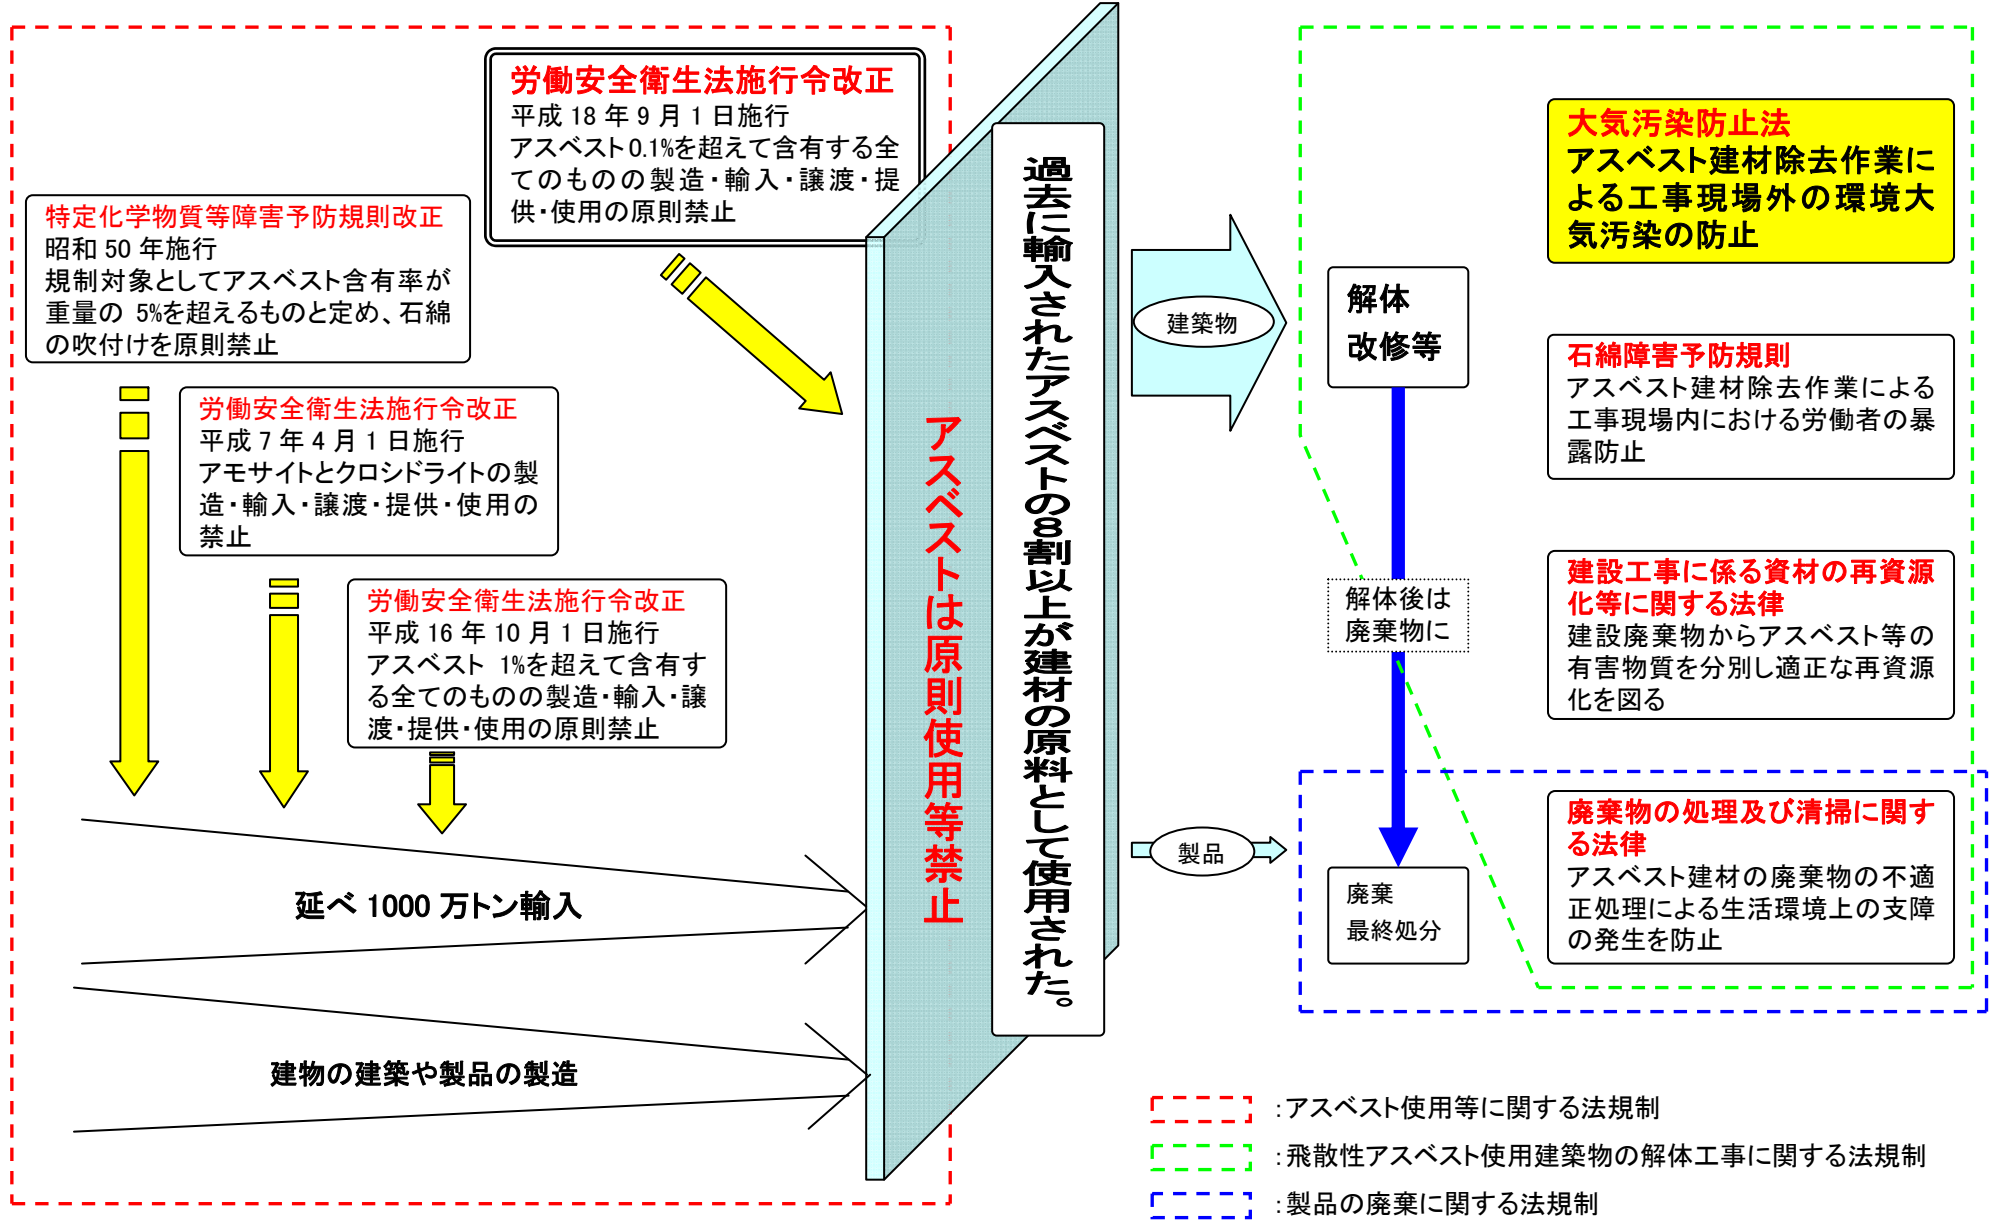 労働安全衛生法施行令改正
平成 18 年 9 月 1 日施行
アスベスト0.1%を超えて含有する全
てのものの製造・輸入・譲渡・提
供・使用の原則禁止
特定化学物質等障害予防規則改正
昭和 50 年施行
規制対象としてアスベスト含有率が
重量の 5%を超えるものと定め、石綿
の吹付けを原則禁止
労働安全衛生法施行令改正
平成 7 年 4 月 1 日施行
アモサイトとクロシドライトの製
造・輸入・譲渡・提供・使用の
禁止
労働安全衛生法施行令改正
平成 16 年 10 月 1 日施行
アスベスト 1%を超えて含有す
る全てのものの製造・輸入・譲
渡・提供・使用の原則禁止
延べ 1000 万トン輸入
建物の建築や製品の製造
アスベストは原則使用等禁止
過去に輸入されたアスベストの8割以上が建材の原料として使用された。
建築物
製品
解体
改修等
解体後は
廃棄物に
廃棄
最終処分
大気汚染防止法
アスベスト建材除去作業に
よる工事現場外の環境大
気汚染の防止
石綿障害予防規則
アスベスト建材除去作業による
工事現場内における労働者の暴
露防止
建設工事に係る資材の再資源
化等に関する法律
建設廃棄物からアスベスト等の
有害物質を分別し適正な再資源
化を図る
廃棄物の処理及び清掃に関す
る法律
アスベスト建材の廃棄物の不適
正処理による生活環境上の支障
の発生を防止
：アスベスト使用等に関する法規制
：飛散性アスベスト使用建築物の解体工事に関する法規制
：製品の廃棄に関する法規制